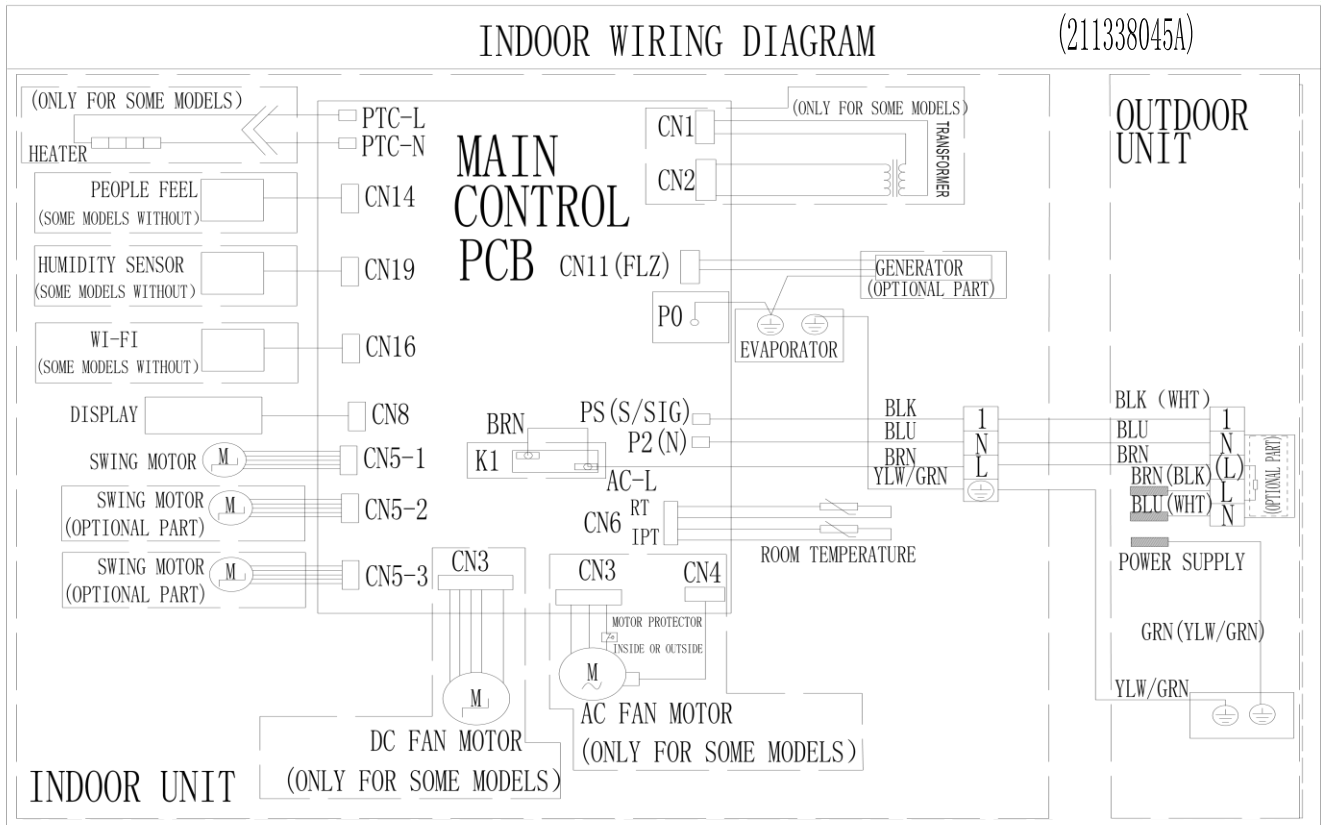 INDOOR WIRING DIAGRAM
(211338045A)
(ONLY FOR SOME MODELS)
HEATER
PTC-L
PTC-N
PEOPLE FEEL
(SOME MODELS WITHOUT)
CN14
HUMIDITY SENSOR
(SOME MODELS WITHOUT)
CN19
WI-FI
(SOME MODELS WITHOUT)
CN16
DISPLAY
CN8
SWING MOTOR
M
CN5-1
SWING MOTOR
(OPTIONAL PART)
M
CN5-2
SWING MOTOR
(OPTIONAL PART)
M
CN5-3
MAIN
CONTROL
PCB
CN1
CN2
(ONLY FOR SOME MODELS)
TRANSFORMER
CN11(FLZ)
GENERATOR
(OPTIONAL PART)
P0
EVAPORATOR
PS(S/SIG)
P2(N)
BRN
K1
AC-L
BLK
BLU
BRN
YLW/GRN
1
N
L
CN6
RT
IPT
ROOM TEMPERATURE
CN3
M
DC FAN MOTOR
(ONLY FOR SOME MODELS)
CN3
CN4
MOTOR PROTECTOR
INSIDE OR OUTSIDE
M
AC FAN MOTOR
(ONLY FOR SOME MODELS)
INDOOR UNIT
OUTDOOR
UNIT
BLK (WHT)
BLU
BRN
BRN(BLK)
BLU(WHT)
1
N
(L)
L
N
(OPTIONAL PART)
POWER SUPPLY
GRN(YLW/GRN)
YLW/GRN